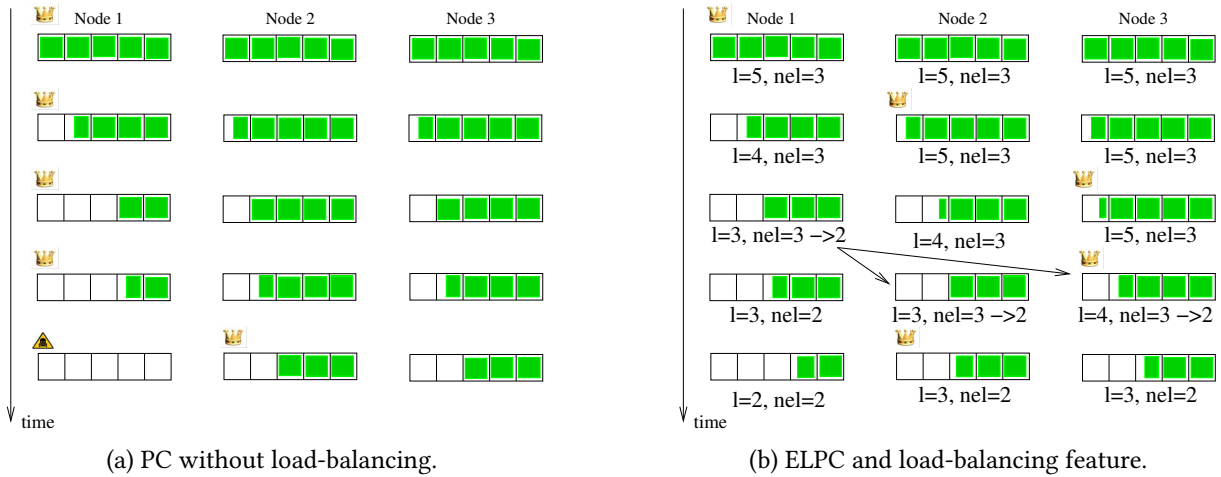 Node 1 Node 2 Node 3
time
(a) PC without load-balancing.
Node 1 Node 2 Node 3
l=5, nel=3 l=5, nel=3 l=5, nel=3
l=4, nel=3 l=5, nel=3 l=5, nel=3
l=3, nel=3 −>2 l=4, nel=3 l=5, nel=3
l=3, nel=2 l=3, nel=3 −>2 l=4, nel=3 −>2
l=2, nel=2 l=3, nel=2 l=3, nel=2
time
(b) ELPC and load-balancing feature.